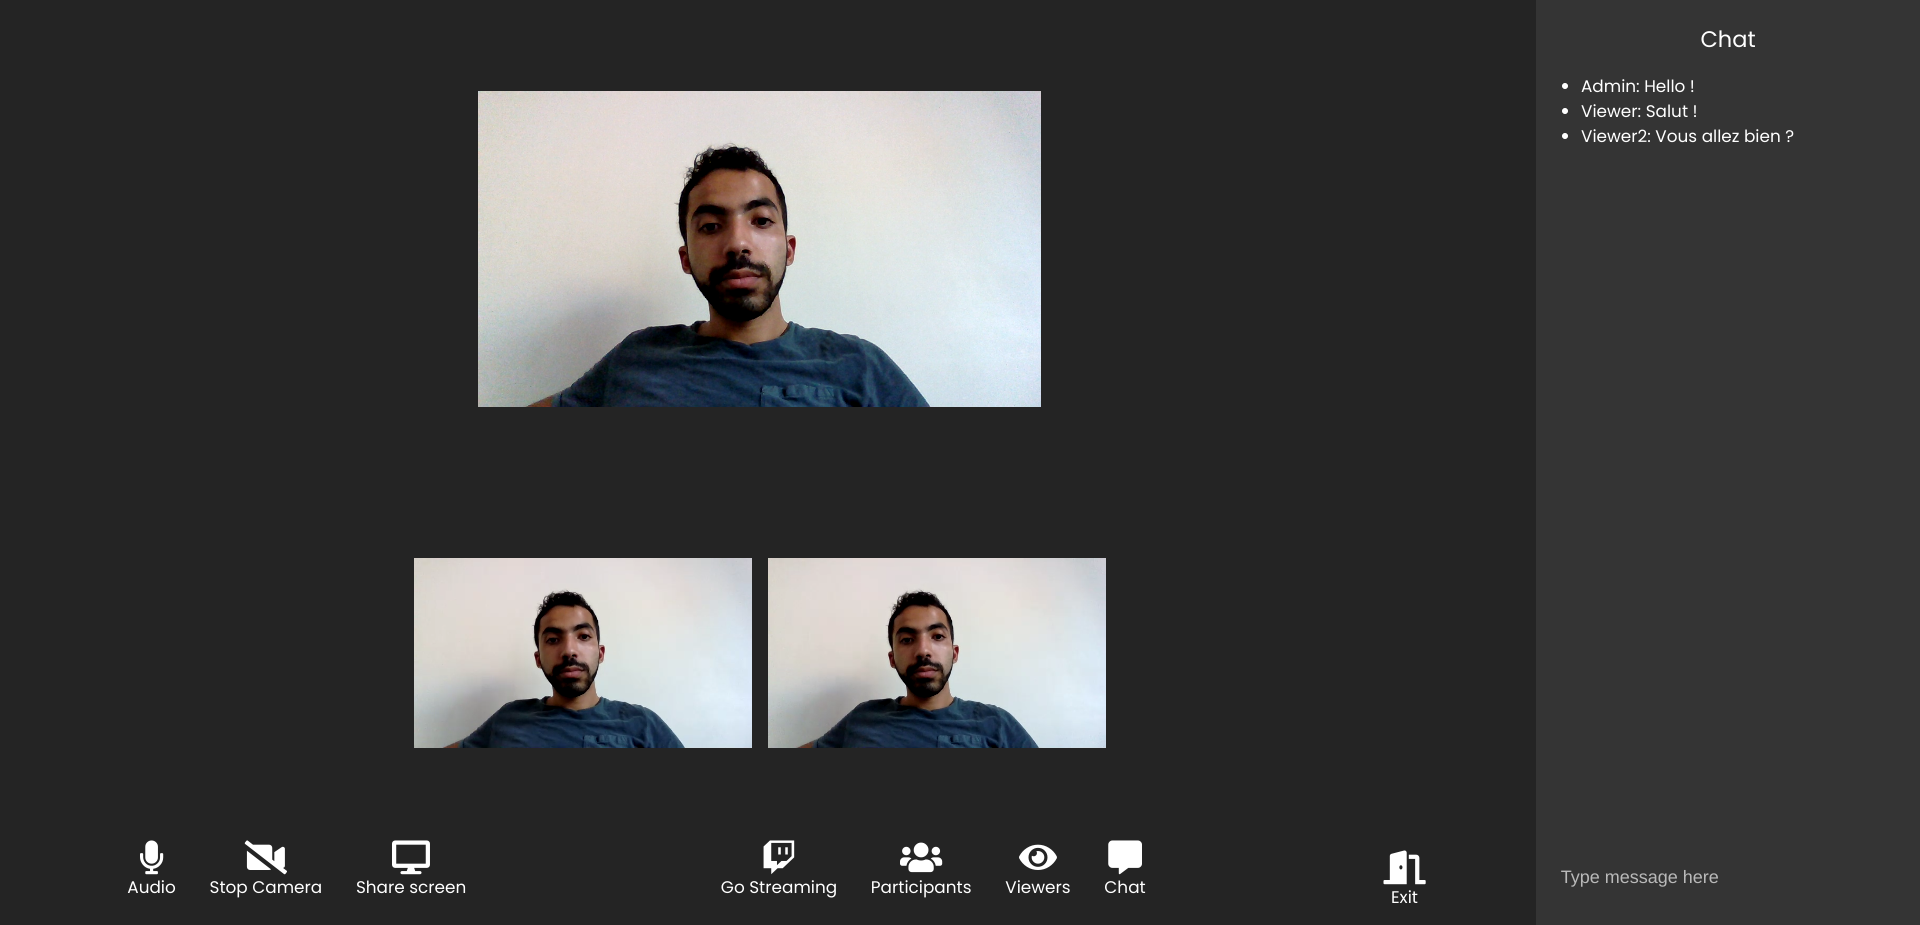 Chat
Admin: Hello !
Viewer: Salut !
Viewer2: Vous allez bien ?
Audio
Stop Camera
Share screen
Go Streaming
Participants
Viewers
Chat
Exit
Type message here